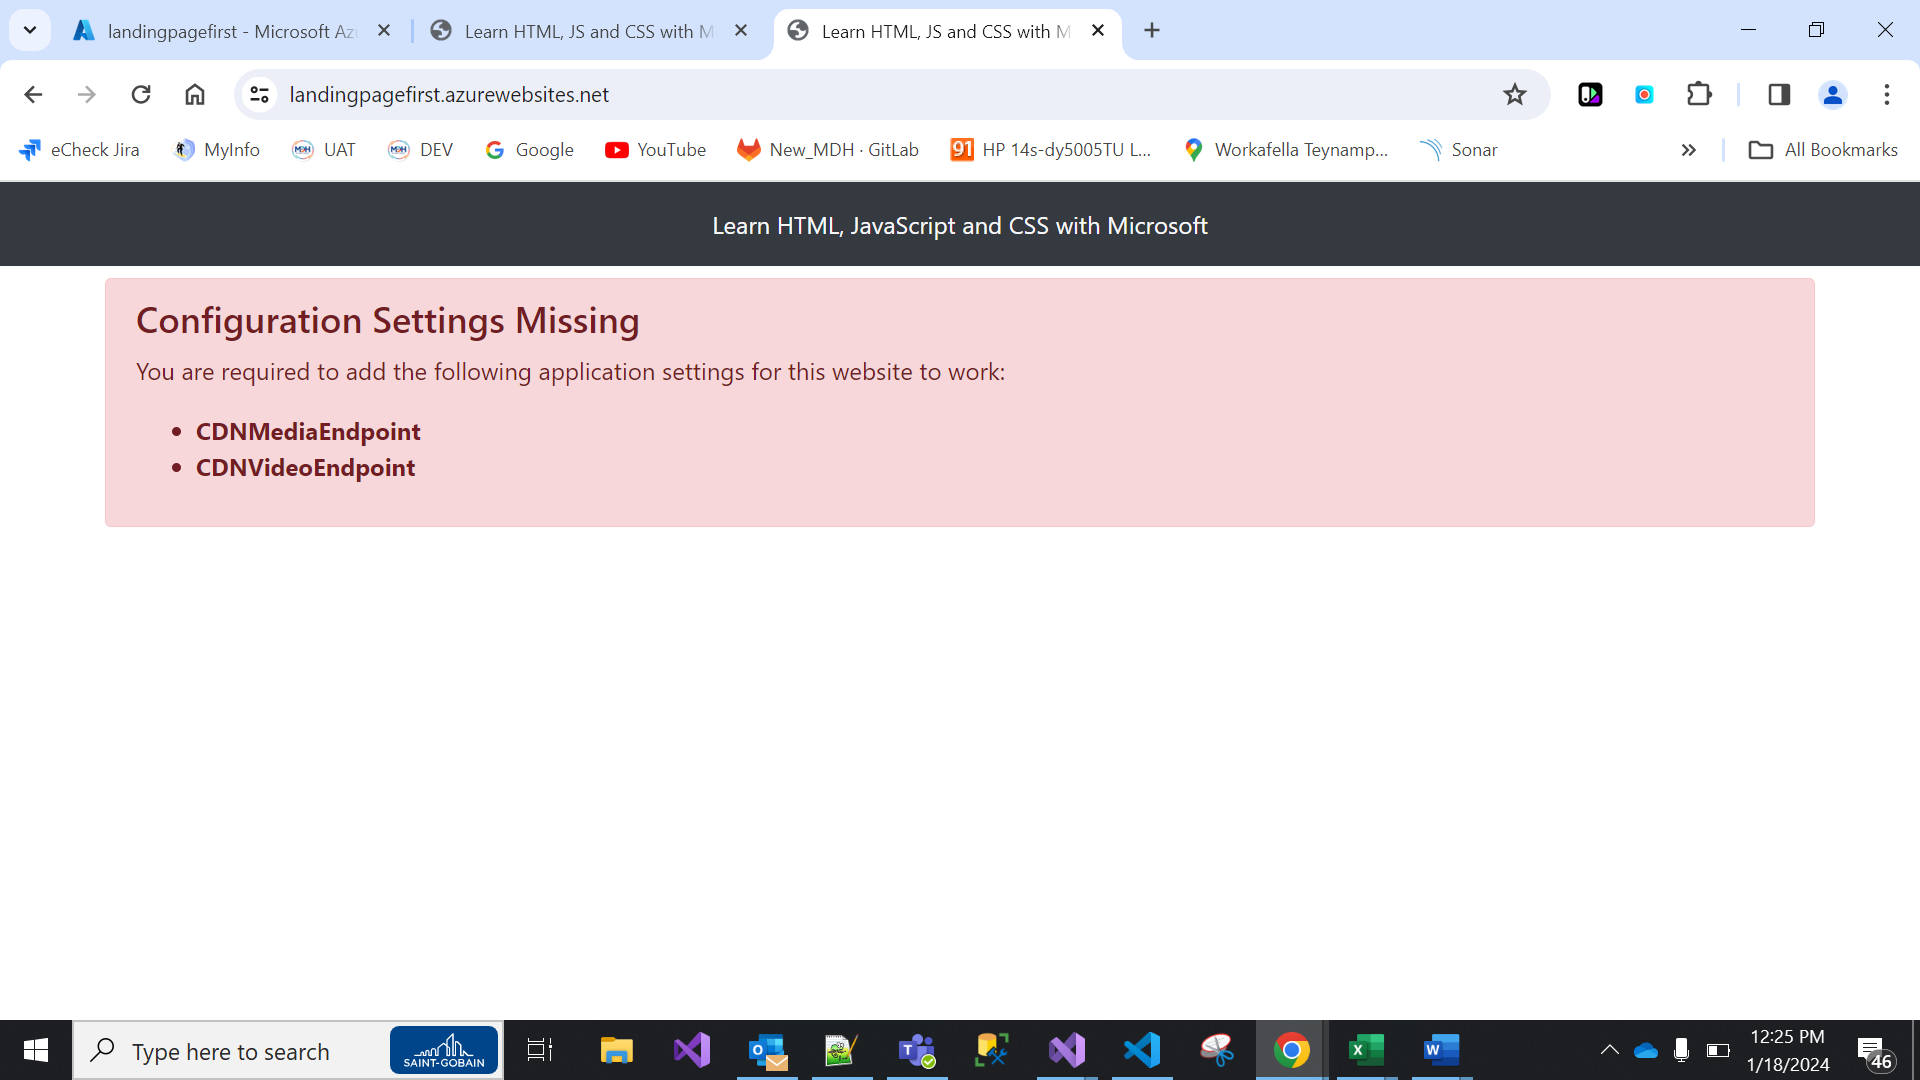 landingpagefirst - Microsoft Az
Learn HTML, JS and CSS with M
Learn HTML, JS and CSS with M
landingpagefirst.azurewebsites.net
eCheck Jira
MyInfo
MDH UAT
MDH DEV
Google
YouTube
New_MDH · GitLab
91 HP 14s-dy5005TU L...
Workafella Teynamp...
Sonar
All Bookmarks
Learn HTML, JavaScript and CSS with Microsoft
Configuration Settings Missing
You are required to add the following application settings for this website to work:
• CDNMediaEndpoint
• CDNVideoEndpoint
Type here to search
SAINT-GOBAIN
12:25 PM
1/18/2024
46